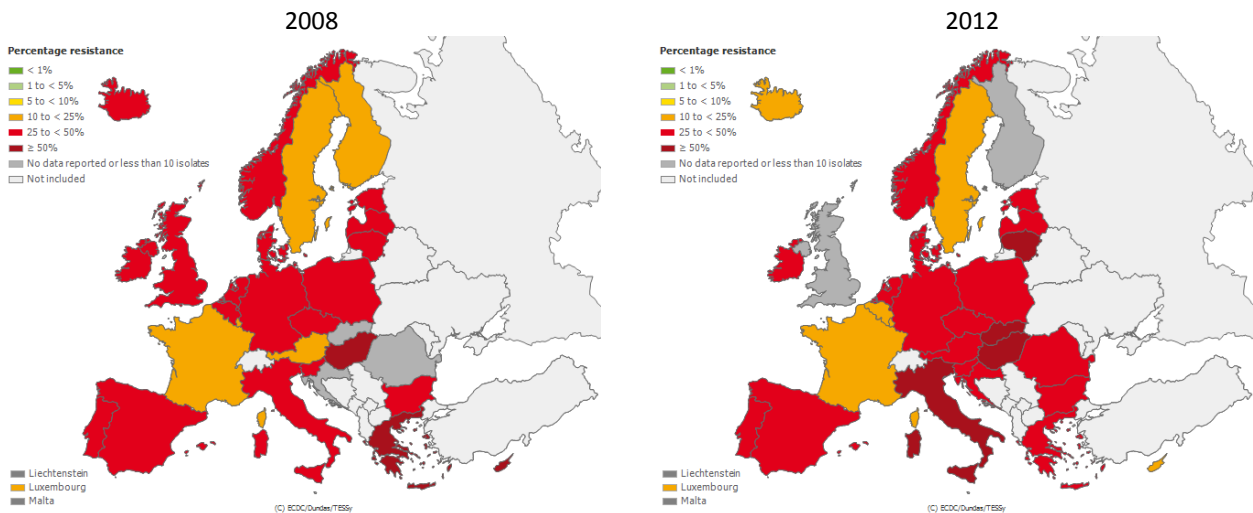 2008
Percentage resistance
< 1%
1 to < 5%
5 to < 10%
10 to < 25%
25 to < 50%
≥ 50%
No data reported or less than 10 isolates
Not included
Liechtenstein
Luxembourg
Malta
(C) ECDC/Dundas/TESSy
2012
Percentage resistance
< 1%
1 to < 5%
5 to < 10%
10 to < 25%
25 to < 50%
≥ 50%
No data reported or less than 10 isolates
Not included
Liechtenstein
Luxembourg
Malta
(C) ECDC/Dundas/TESSy